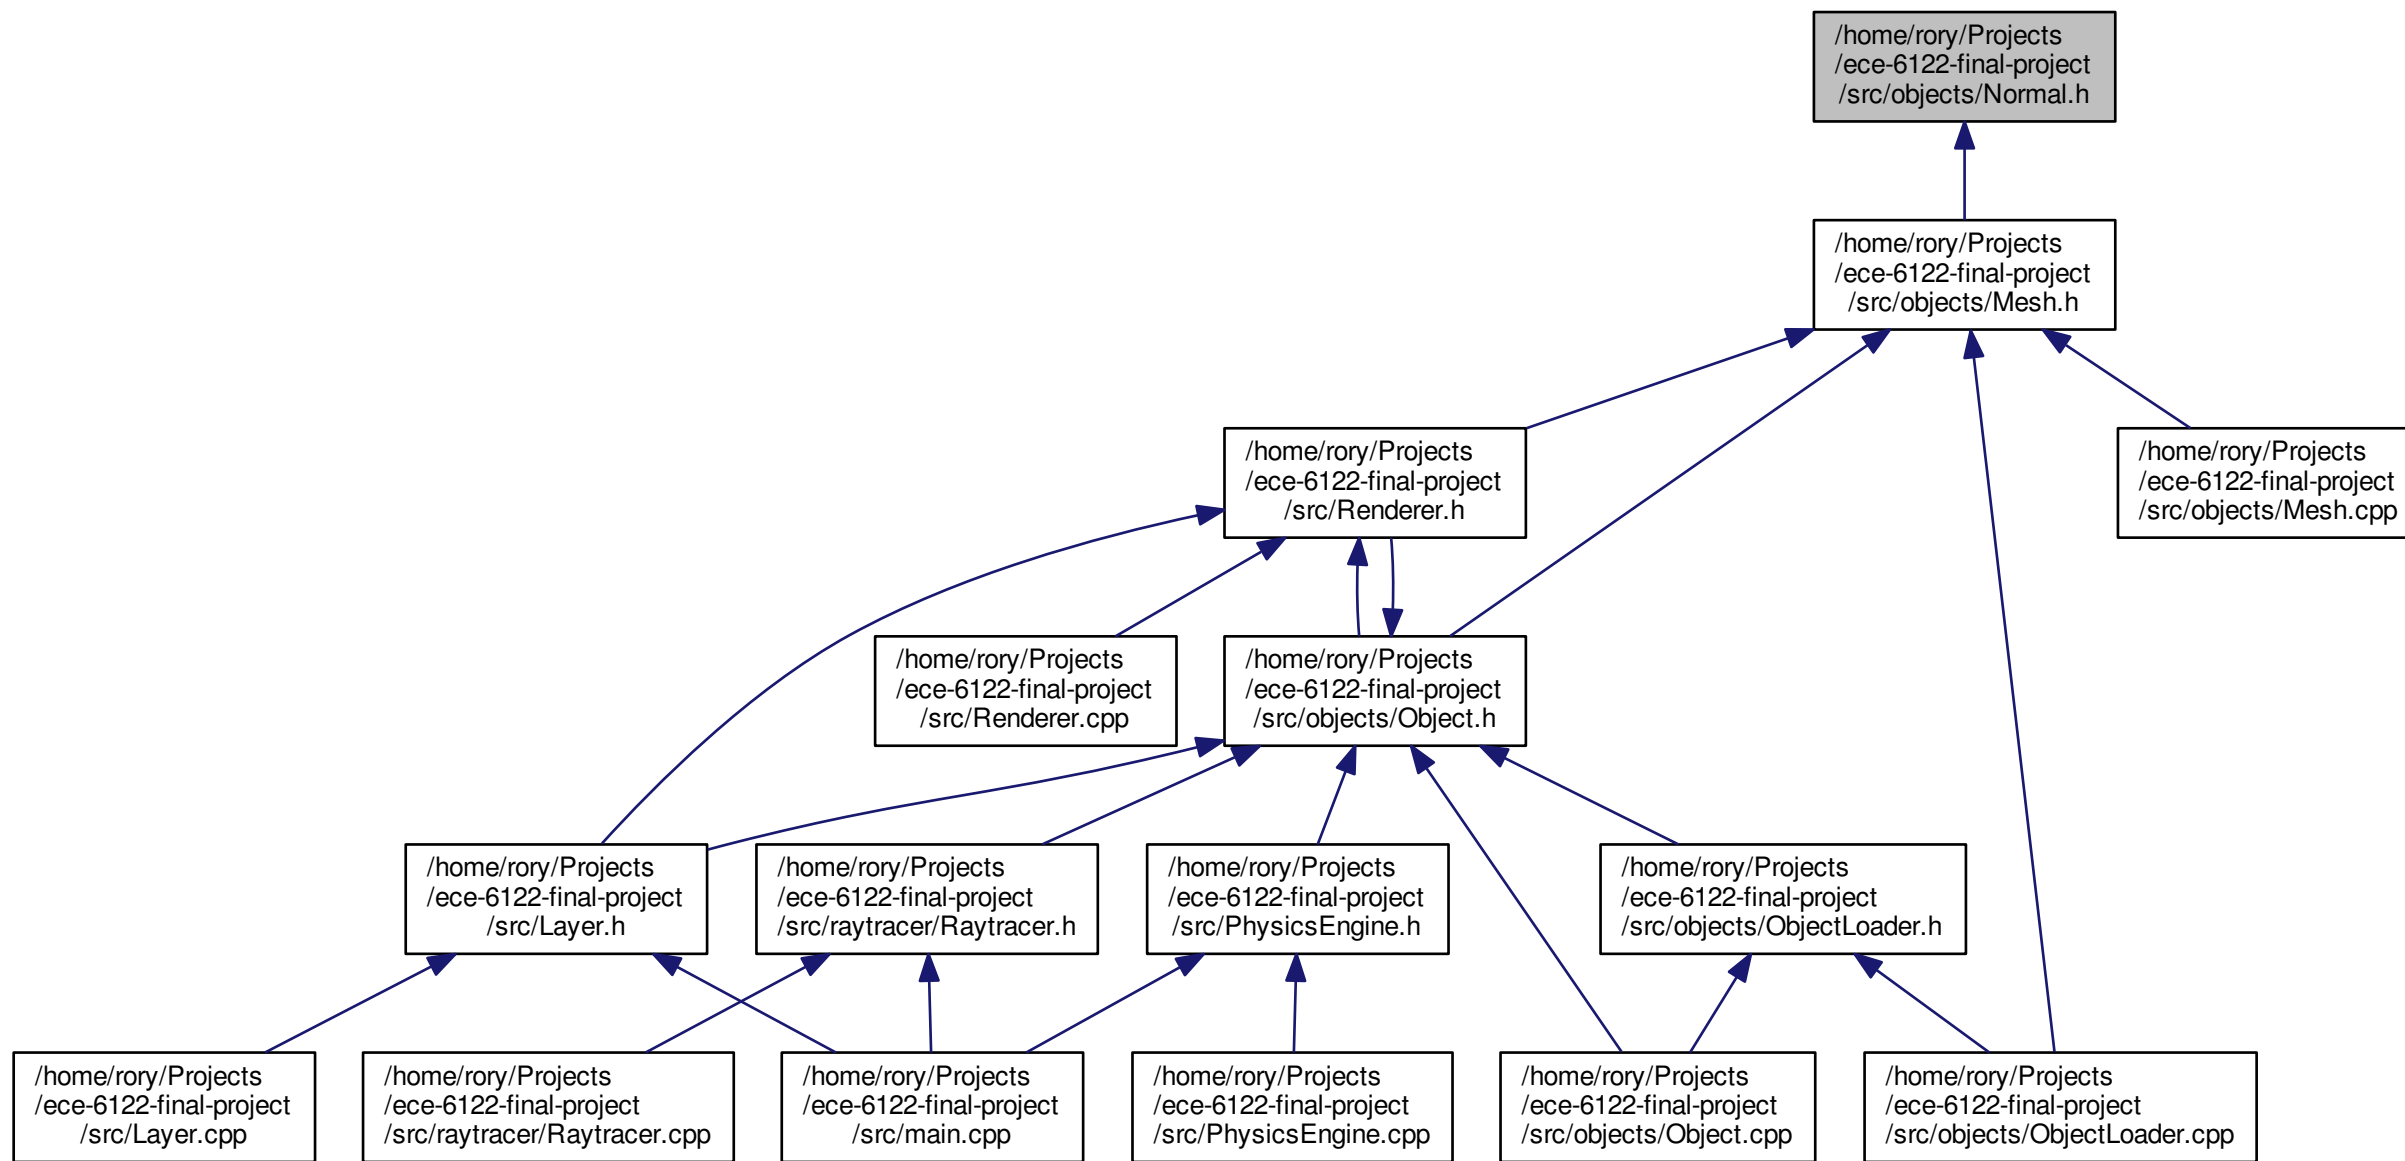 /home/rory/Projects
/ece-6122-final-project
/src/objects/Normal.h
/home/rory/Projects
/ece-6122-final-project
/src/objects/Mesh.h
/home/rory/Projects
/ece-6122-final-project
/src/Renderer.h
/home/rory/Projects
/ece-6122-final-project
/src/objects/Mesh.cpp
/home/rory/Projects
/ece-6122-final-project
/src/Renderer.cpp
/home/rory/Projects
/ece-6122-final-project
/src/objects/Object.h
/home/rory/Projects
/ece-6122-final-project
/src/Layer.h
/home/rory/Projects
/ece-6122-final-project
/src/raytracer/Raytracer.h
/home/rory/Projects
/ece-6122-final-project
/src/PhysicsEngine.h
/home/rory/Projects
/ece-6122-final-project
/src/objects/ObjectLoader.h
/home/rory/Projects
/ece-6122-final-project
/src/Layer.cpp
/home/rory/Projects
/ece-6122-final-project
/src/raytracer/Raytracer.cpp
/home/rory/Projects
/ece-6122-final-project
/src/main.cpp
/home/rory/Projects
/ece-6122-final-project
/src/PhysicsEngine.cpp
/home/rory/Projects
/ece-6122-final-project
/src/objects/Object.cpp
/home/rory/Projects
/ece-6122-final-project
/src/objects/ObjectLoader.cpp